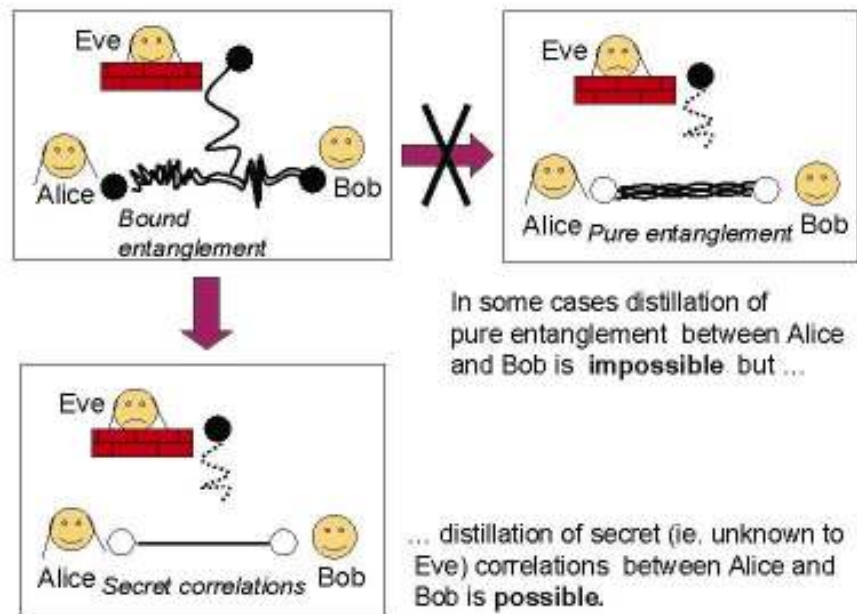 Eve
Alice
Bob
Bound
entanglement
Eve
Alice
Pure entanglement
Bob
In some cases distillation of
pure entanglement between Alice
and Bob is impossible but ...
Eve
Alice
Secret correlations
Bob
... distillation of secret (ie. unknown to
Eve) correlations between Alice and
Bob is possible.